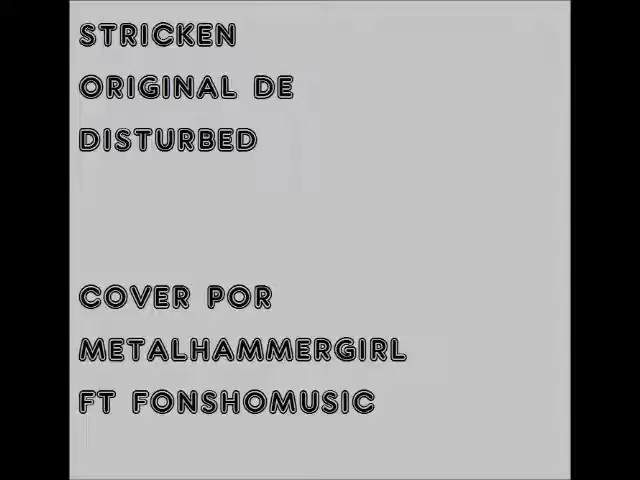 STRICKEN
ORIGINAL DE
DISTURBED
COVER POR
METALHAMMERGIRL
FT FONSHOMUSIC